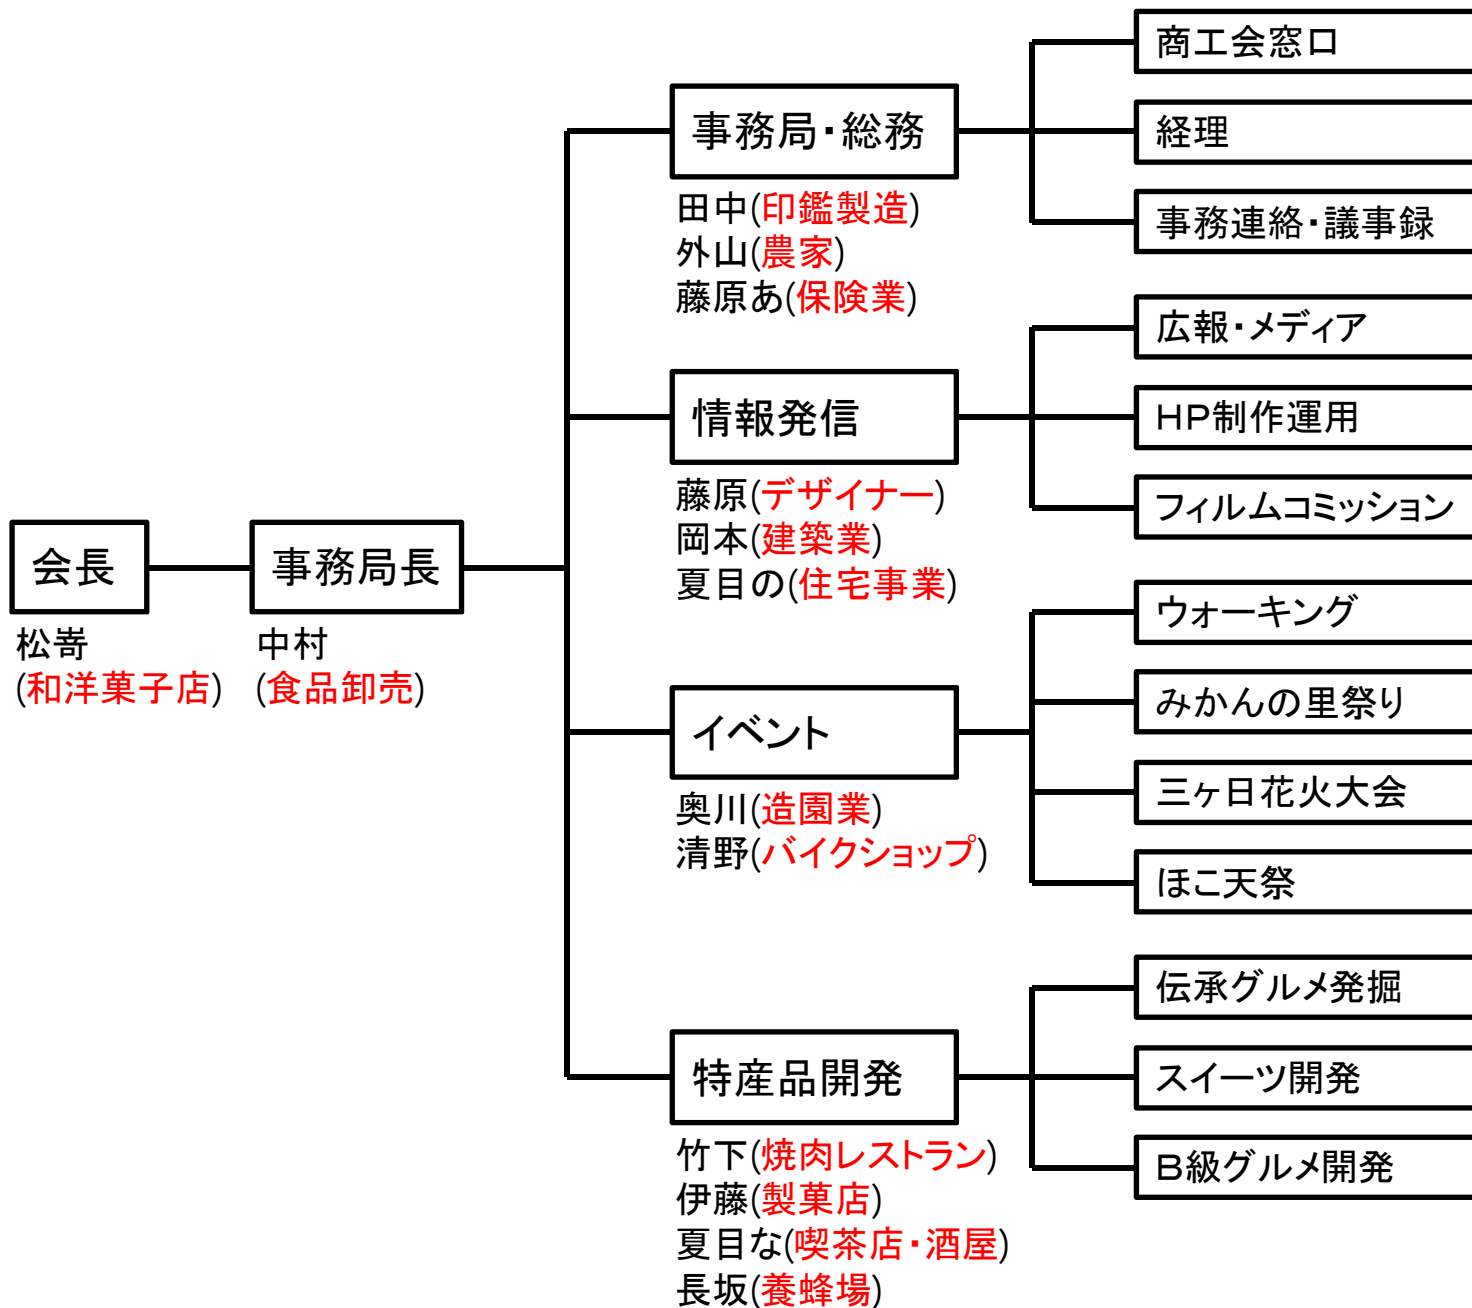 会長
松嵜
(和洋菓子店)
事務局長
中村
(食品卸売)
事務局・総務
田中(印鑑製造)
外山(農家)
藤原あ(保険業)
商工会窓口
経理
事務連絡・議事録
情報発信
藤原(デザイナー)
岡本(建築業)
夏目の(住宅事業)
広報・メディア
HP制作運用
フィルムコミッション
イベント
奥川(造園業)
清野(バイクショップ)
ウォーキング
みかんの里祭り
三ヶ日花火大会
ほこ天祭
特産品開発
竹下(焼肉レストラン)
伊藤(製菓店)
夏目な(喫茶店・酒屋)
長坂(養蜂場)
伝承グルメ発掘
スイーツ開発
B級グルメ開発